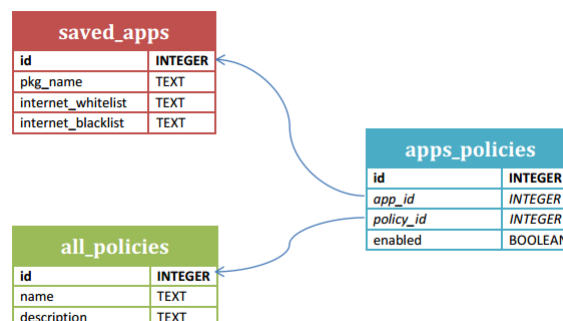 saved_apps
id INTEGER
pkg_name TEXT
internet_whitelist TEXT
internet_blacklist TEXT
apps_policies
id INTEGER
app_id INTEGER
policy_id INTEGER
enabled BOOLEAN
all_policies
id INTEGER
name TEXT
description TEXT